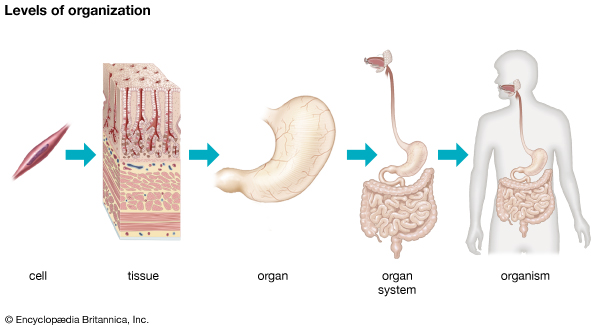 Levels of organization
cell
tissue
organ
organ
system
organism
© Encyclopædia Britannica, Inc.